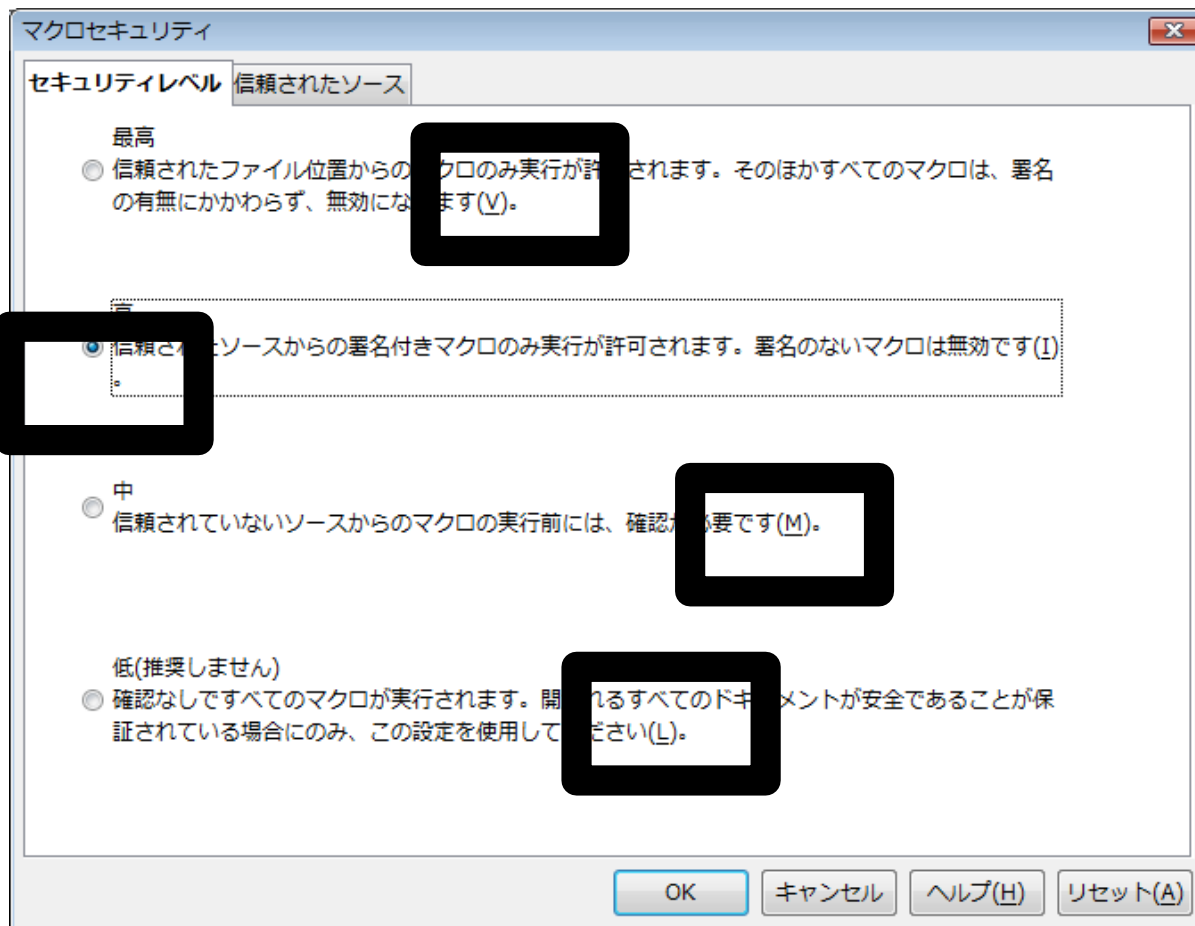 マクロセキュリティ
セキュリティレベル 信頼されたソース
最高
信頼されたファイル位置からの クロのみ実行が許 されます。そのほかすべてのマクロは、署名
の有無にかかわらず、無効にな ます(V)。
信頼さ ソースからの署名付きマクロのみ実行が許可されます。署名のないマクロは無効です(I)
。
中
信頼されていないソースからのマクロの実行前には、確認 要です(M)。
低(推奨しません)
確認なしですべてのマクロが実行されます。開 れるすべてのドキ メントが安全であることが保
証されている場合にのみ、この設定を使用して ださい(L)。
OK キャンセル ヘルプ(H) リセット(A)